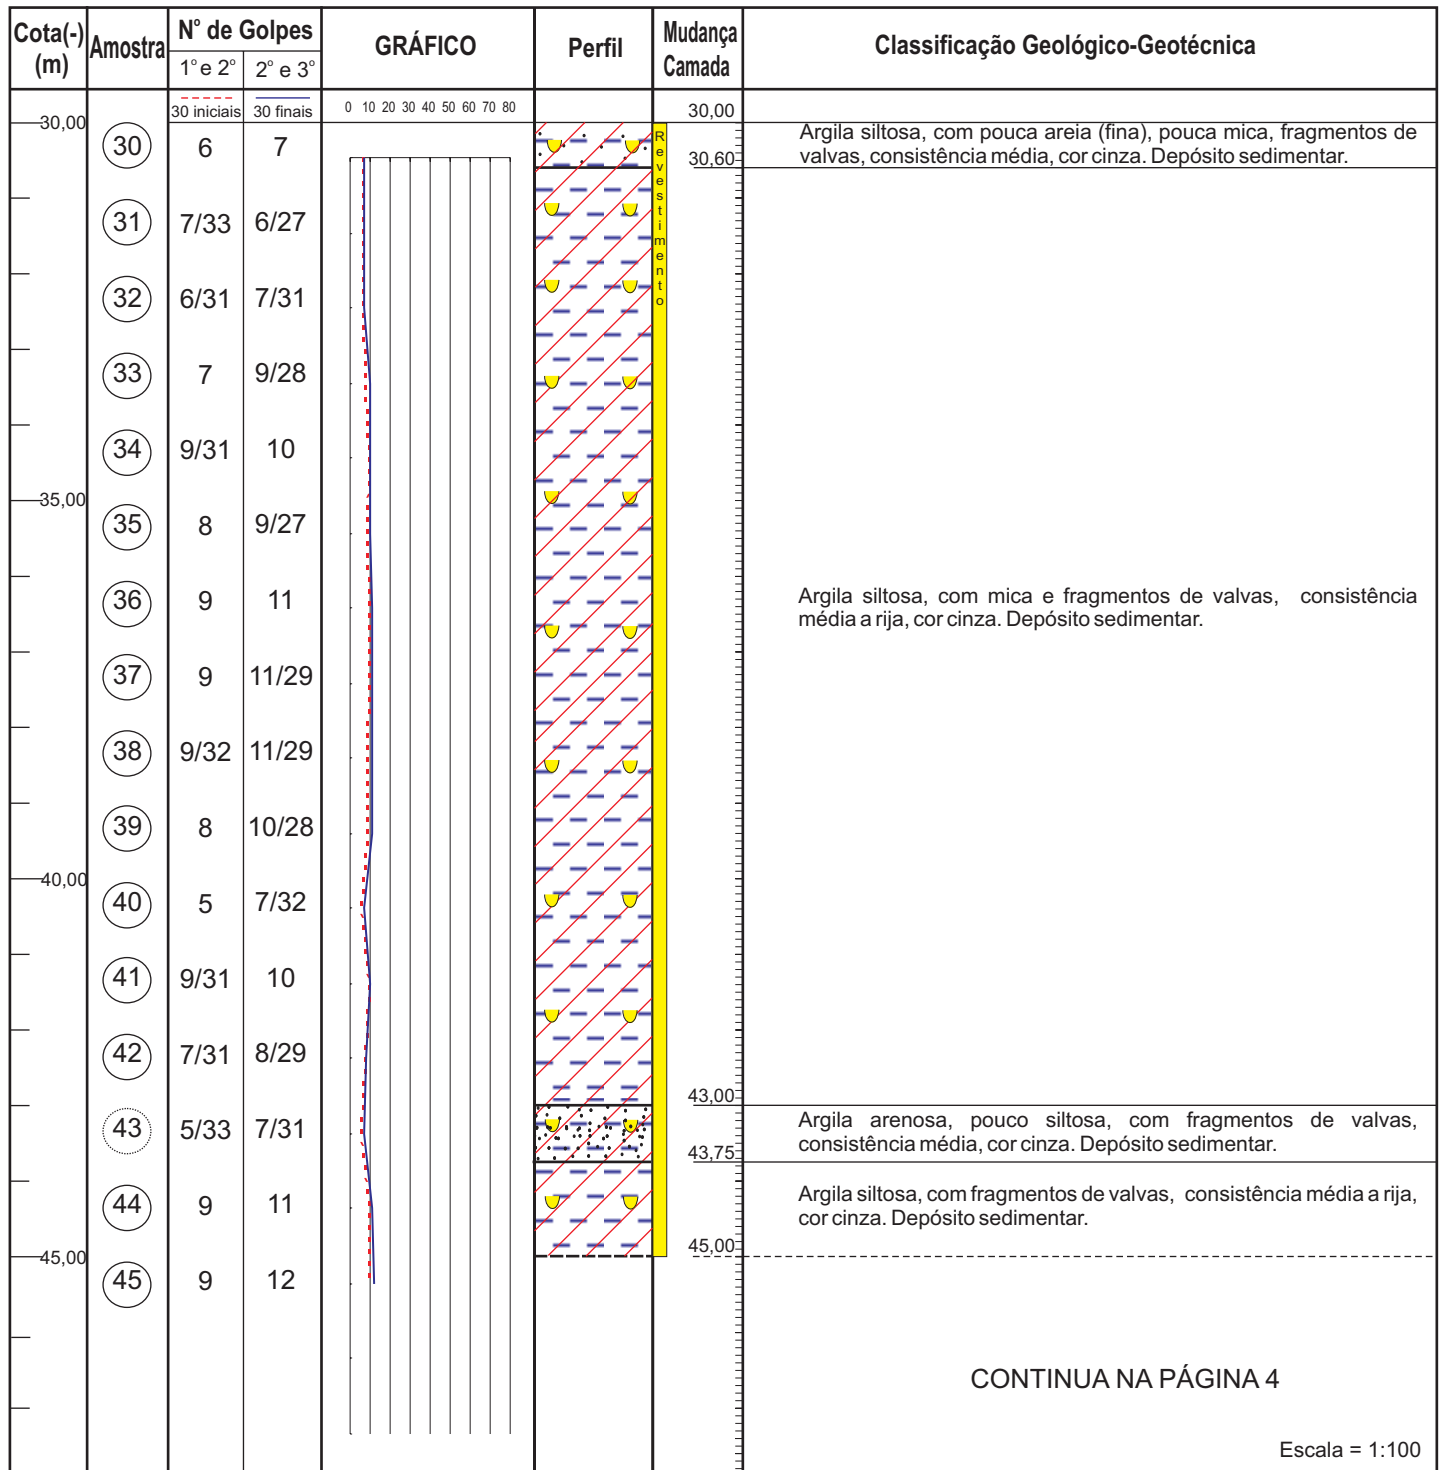 Cota(-)
(m)
Amostra
N° de Golpes
1° e 2°
2° e 3°
GRÁFICO
Perfil
Mudança
Camada
Classificação Geológico-Geotécnica
30 iniciais
30 finais
0 10 20 30 40 50 60 70 80
30,00
30,00
30 6 7
Revestimento
30,60
Argila siltosa, com pouca areia (fina), pouca mica, fragmentos de
valvas, consistência média, cor cinza. Depósito sedimentar.
31 7/33 6/27
32 6/31 7/31
33 7 9/28
34 9/31 10
35,00
35 8 9/27
36 9 11
Argila siltosa, com mica e fragmentos de valvas, consistência
média a rija, cor cinza. Depósito sedimentar.
37 9 11/29
38 9/32 11/29
39 8 10/28
40,00
40 5 7/32
41 9/31 10
42 7/31 8/29
43,00
43 5/33 7/31
Argila arenosa, pouco siltosa, com fragmentos de valvas,
consistência média, cor cinza. Depósito sedimentar.
43,75
44 9 11
Argila siltosa, com fragmentos de valvas, consistência média a rija,
cor cinza. Depósito sedimentar.
45,00
45,00
45 9 12
CONTINUA NA PÁGINA 4
Escala = 1:100